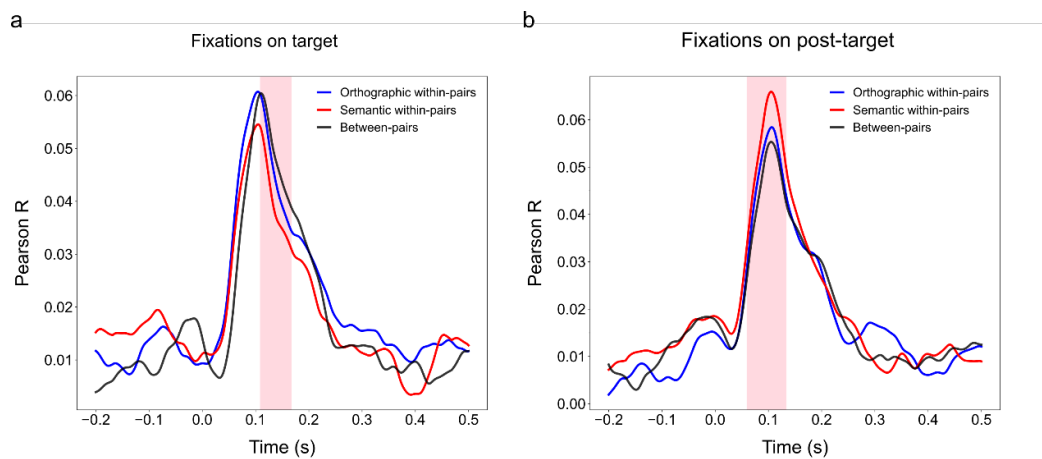 a
Fixations on target
Pearson R
0.06
0.05
0.04
0.03
0.02
0.01
Orthographic within-pairs
Semantic within-pairs
Between-pairs
−0.2 −0.1 0.0 0.1 0.2 0.3 0.4 0.5
Time (s)
b
Fixations on post-target
Pearson R
0.06
0.05
0.04
0.03
0.02
0.01
0.00
Orthographic within-pairs
Semantic within-pairs
Between-pairs
−0.2 −0.1 0.0 0.1 0.2 0.3 0.4 0.5
Time (s)